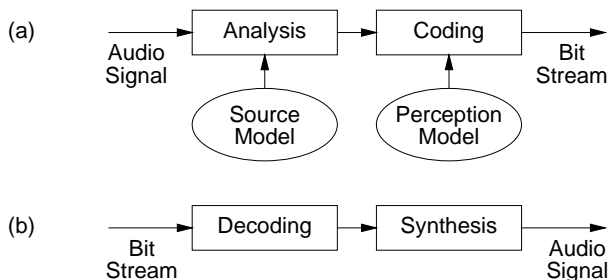 (a)
Audio
Signal
Analysis
Coding
Bit
Stream
Source
Model
Perception
Model
(b)
Bit
Stream
Decoding
Synthesis
Audio
Signal